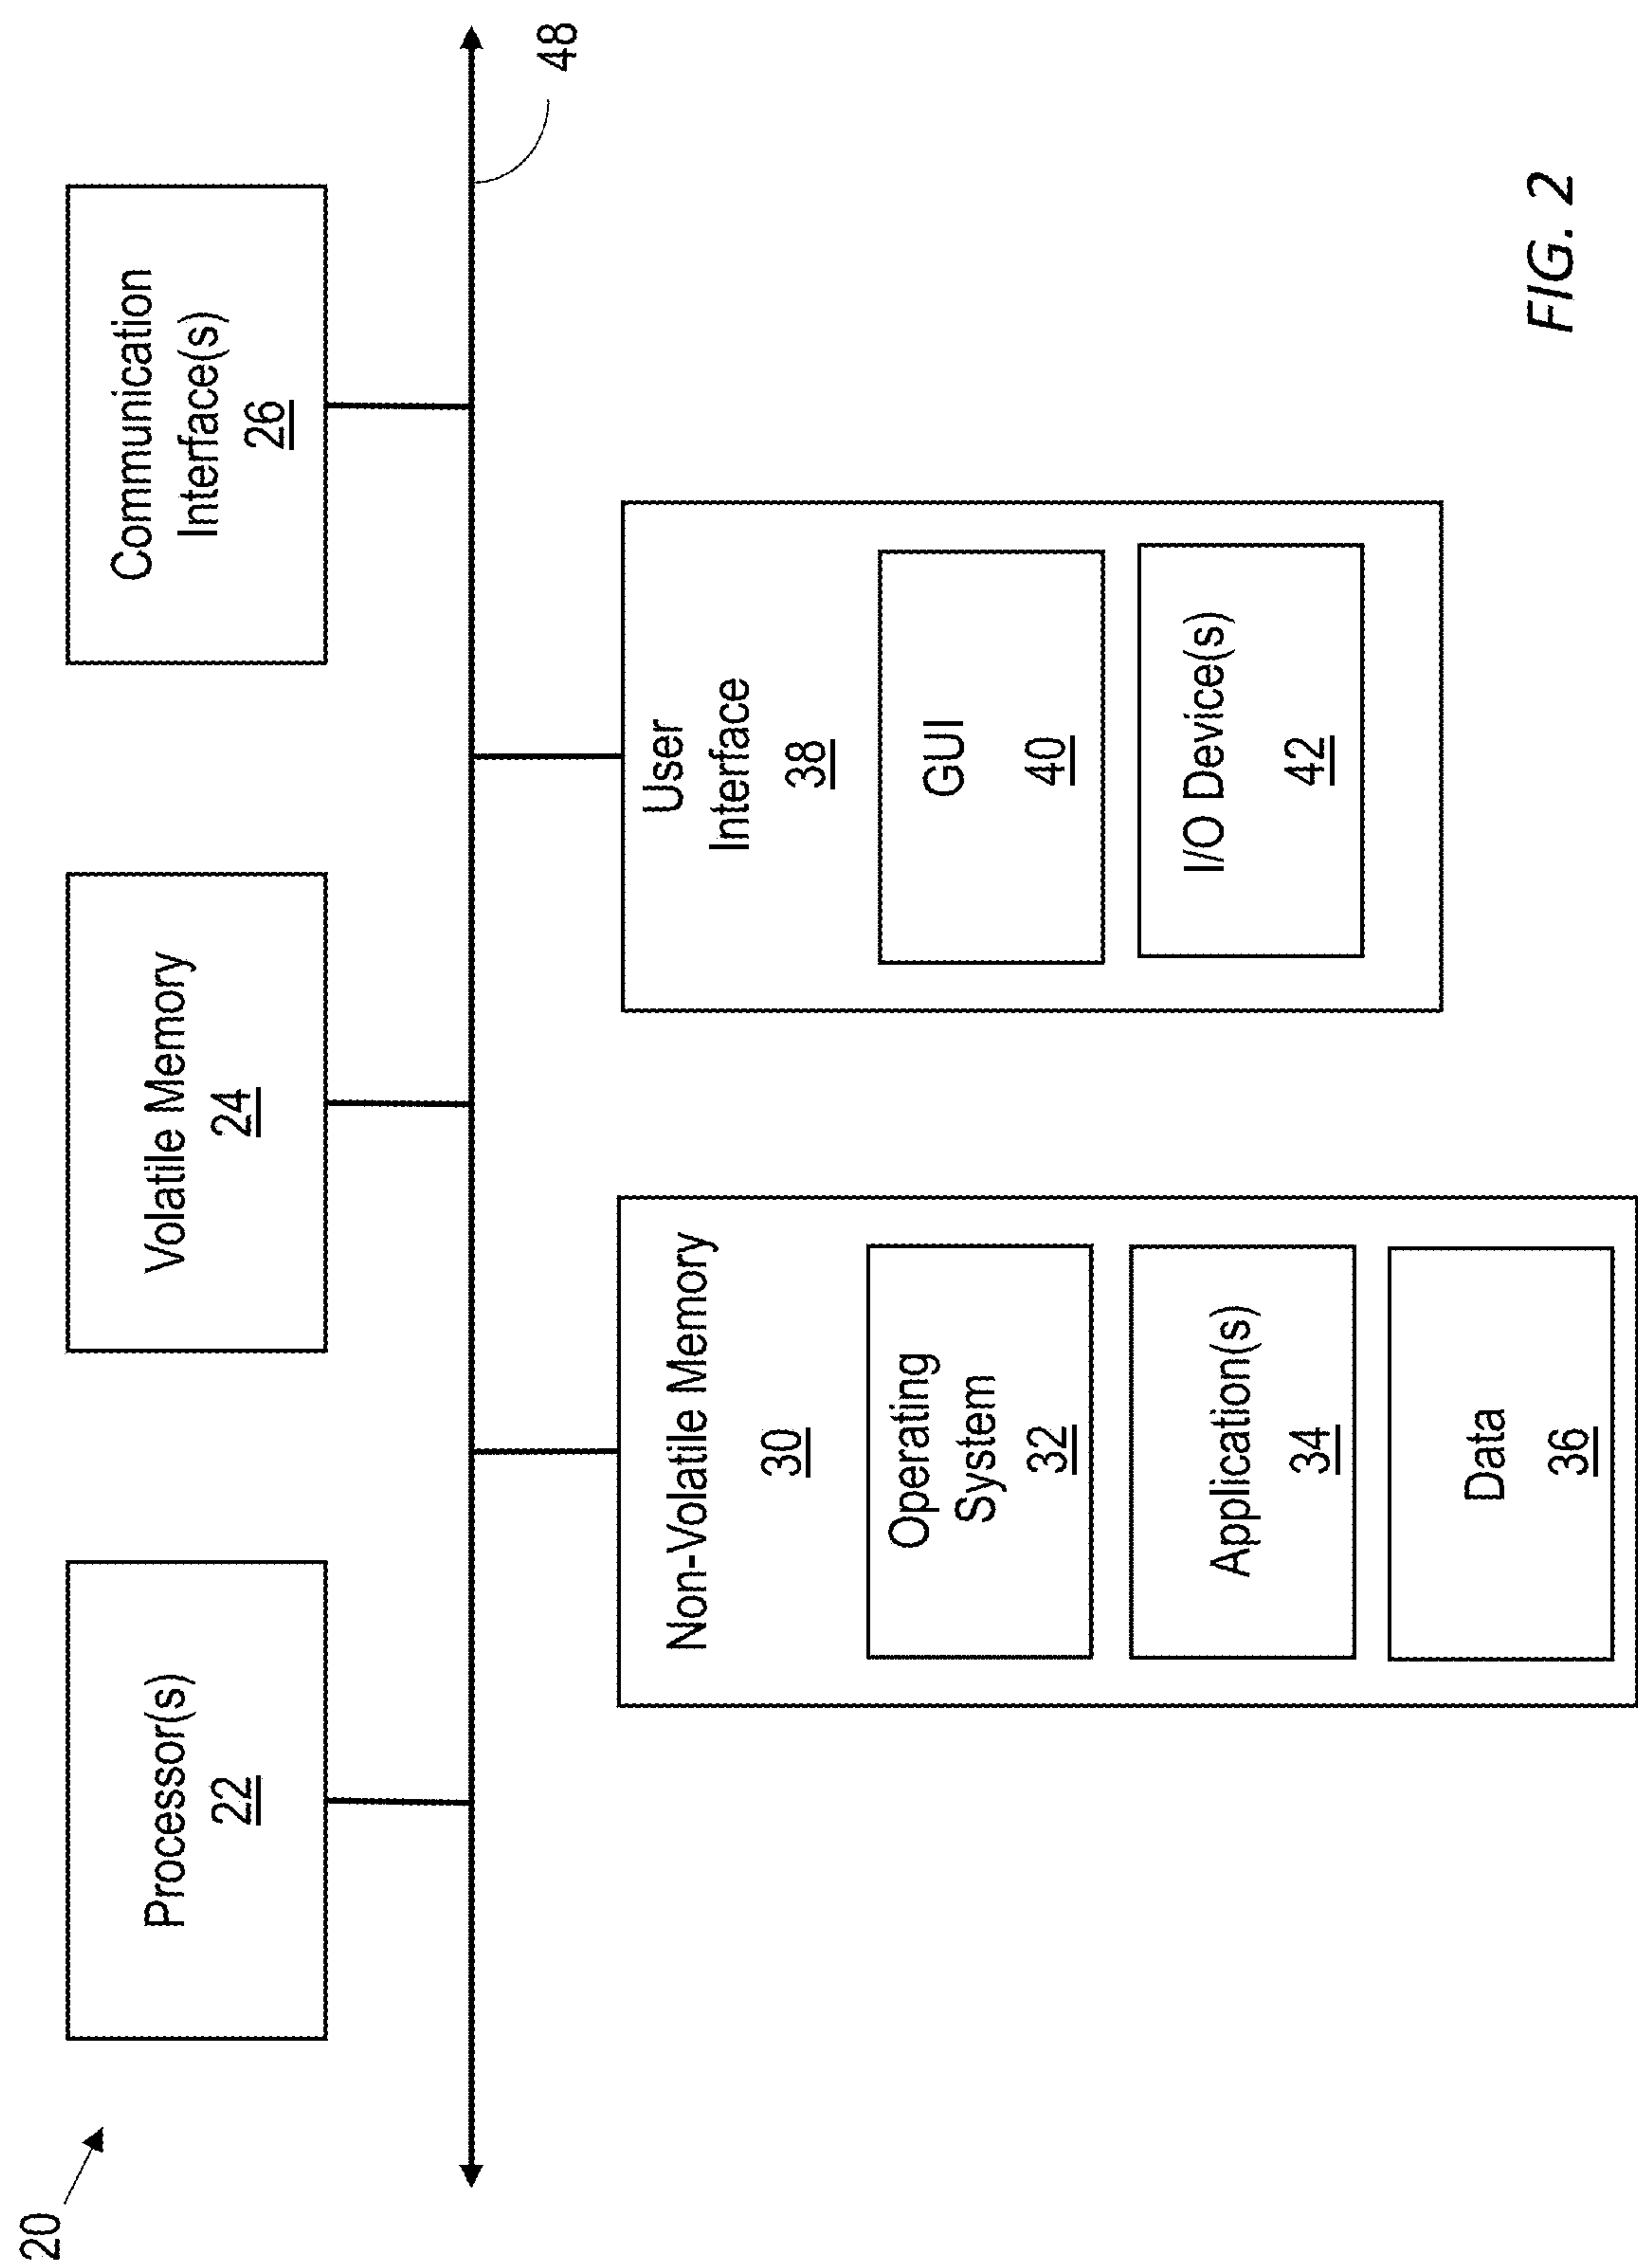 20
Processor(s)
22
Volatile Memory
24
Communication
Interface(s)
26
48
Non-Volatile Memory
30
Operating
System
32
Application(s)
34
Data
36
User
Interface
38
GUI
40
I/O Device(s)
42
FIG. 2